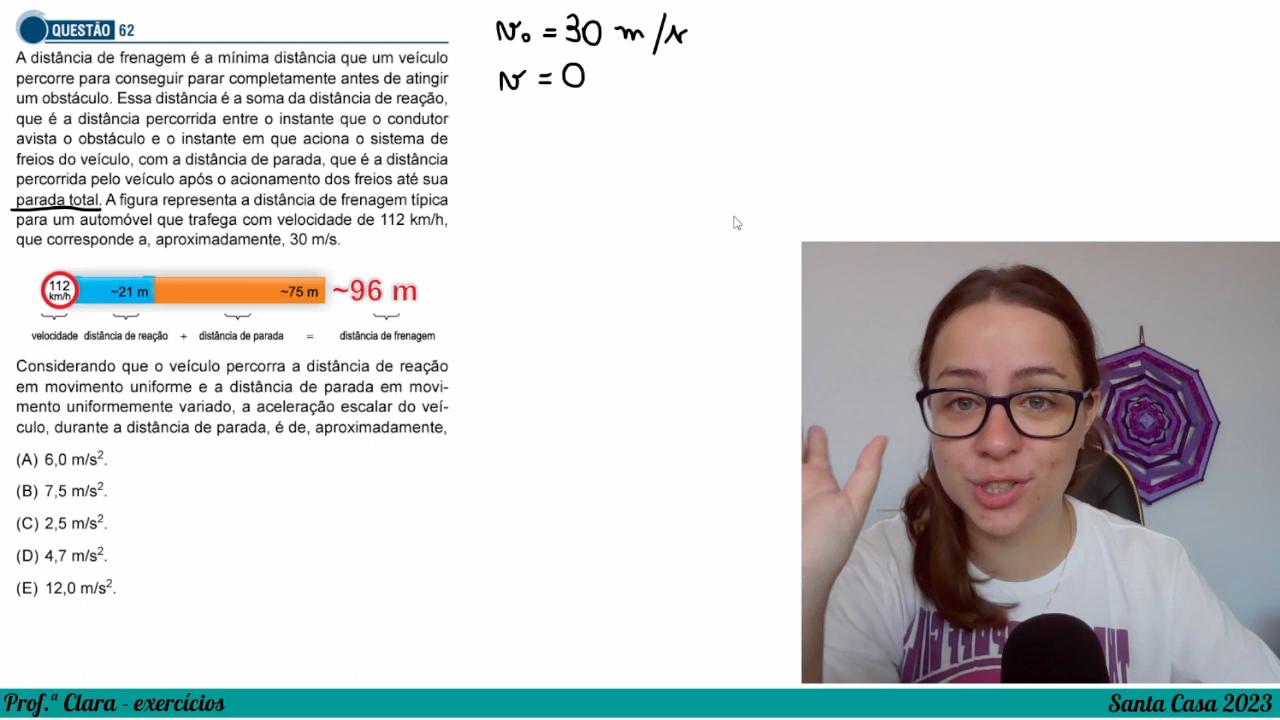 QUESTÃO 62
A distância de frenagem é a mínima distância que um veículo
percorre para conseguir parar completamente antes de atingir
um obstáculo. Essa distância é a soma da distância de reação,
que é a distância percorrida entre o instante que o condutor
avista o obstáculo e o instante em que aciona o sistema de
freios do veículo, com a distância de parada, que é a distância
percorrida pelo veículo após o acionamento dos freios até sua
parada total. A figura representa a distância de frenagem típica
para um automóvel que trafega com velocidade de 112 km/h,
que corresponde a, aproximadamente, 30 m/s.
112
km/h
~21 m
~75 m
~96 m
velocidade distância de reação + distância de parada = distância de frenagem
Considerando que o veículo percorra a distância de reação
em movimento uniforme e a distância de parada em movi-
mento uniformemente variado, a aceleração escalar do veí-
culo, durante a distância de parada, é de, aproximadamente,
(A) 6,0 m/s².
(B) 7,5 m/s².
(C) 2,5 m/s².
(D) 4,7 m/s².
(E) 12,0 m/s².
v₀ = 30 m/s
v = 0
Prof.ª Clara - exercícios
Santa Casa 2023